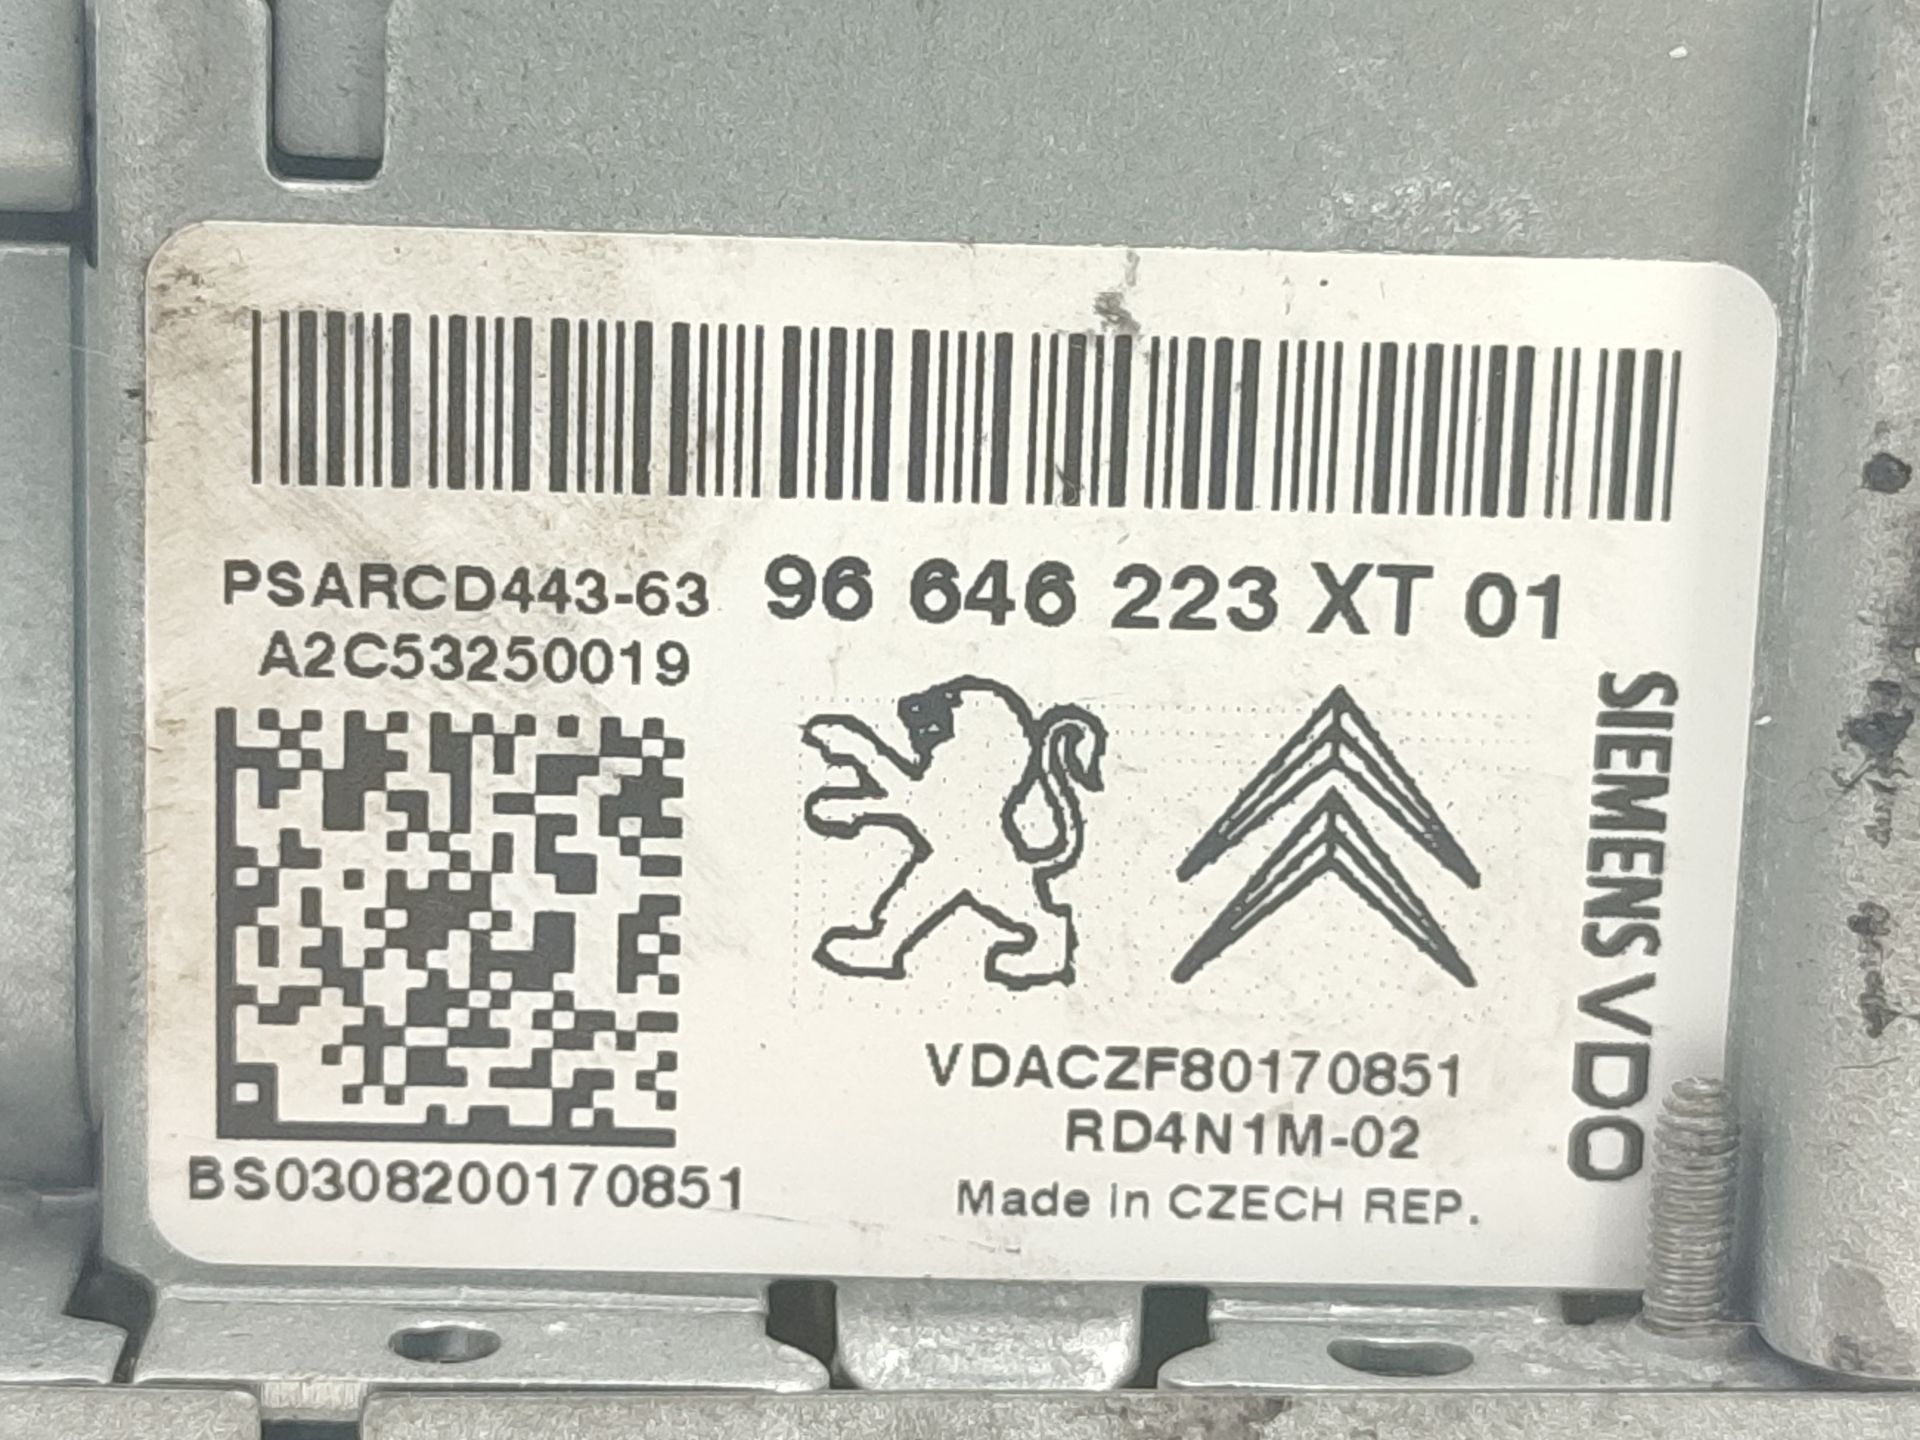 PSARCD443-63 96 646 223 XT 01
A2C53250019
SIEMENS VDO
VDACZF80170851
RD4N1M-02
BS0308200170851
Made in CZECH REP.